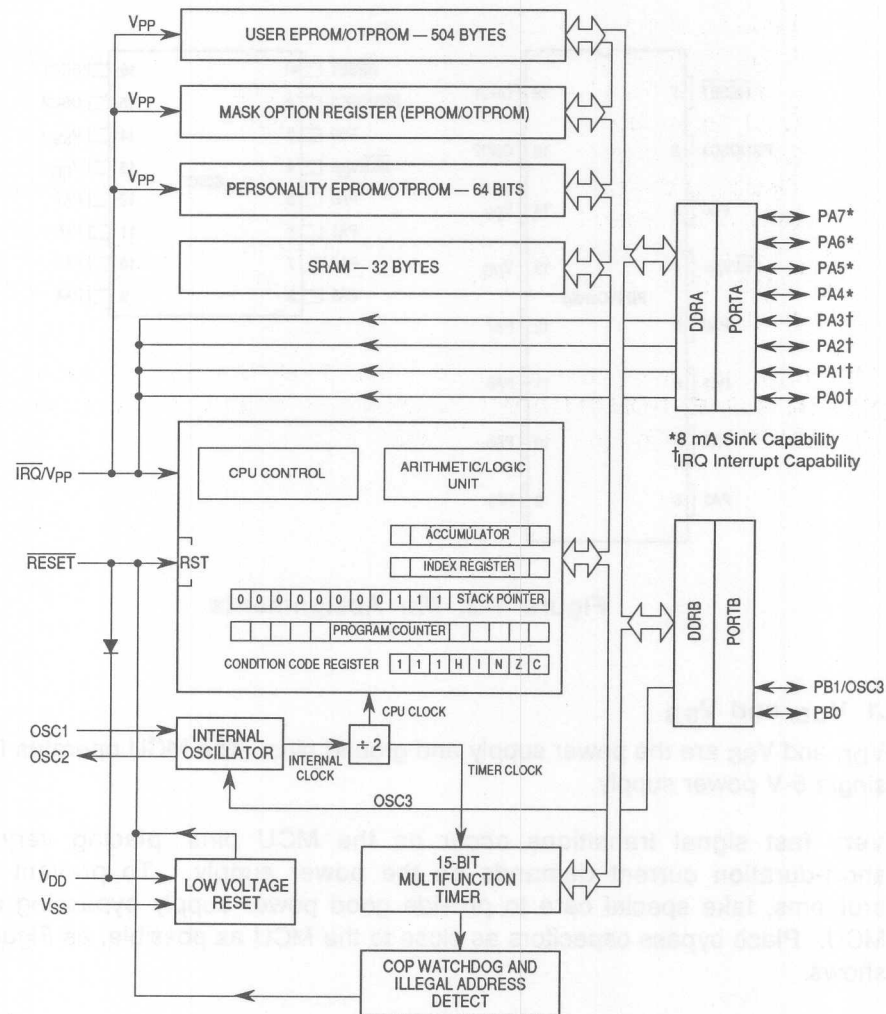 VPP
USER EPROM/OTPROM — 504 BYTES
VPP
MASK OPTION REGISTER (EPROM/OTPROM)
VPP
PERSONALITY EPROM/OTPROM — 64 BITS
SRAM – 32 BYTES
DDRA
PORTA
PA7*
PA6*
PA5*
PA4*
PA3†
PA2†
PA1†
PA0†
*8 mA Sink Capability
†IRQ Interrupt Capability
IRQ/VPP
CPU CONTROL
ARITHMETIC/LOGIC
UNIT
ACCUMULATOR
RESET
RST
INDEX REGISTER
0 0 0 0 0 0 0 0 1 1 1 STACK POINTER
PROGRAM COUNTER
CONDITION CODE REGISTER 1 1 1 H I N Z C
DDRB
PORTB
PB1/OSC3
PB0
CPU CLOCK
OSC1
OSC2
INTERNAL
OSCILLATOR
INTERNAL
CLOCK
÷ 2
TIMER CLOCK
OSC3
VDD
VSS
LOW VOLTAGE
RESET
15-BIT
MULTIFUNCTION
TIMER
COP WATCHDOG AND
ILLEGAL ADDRESS
DETECT